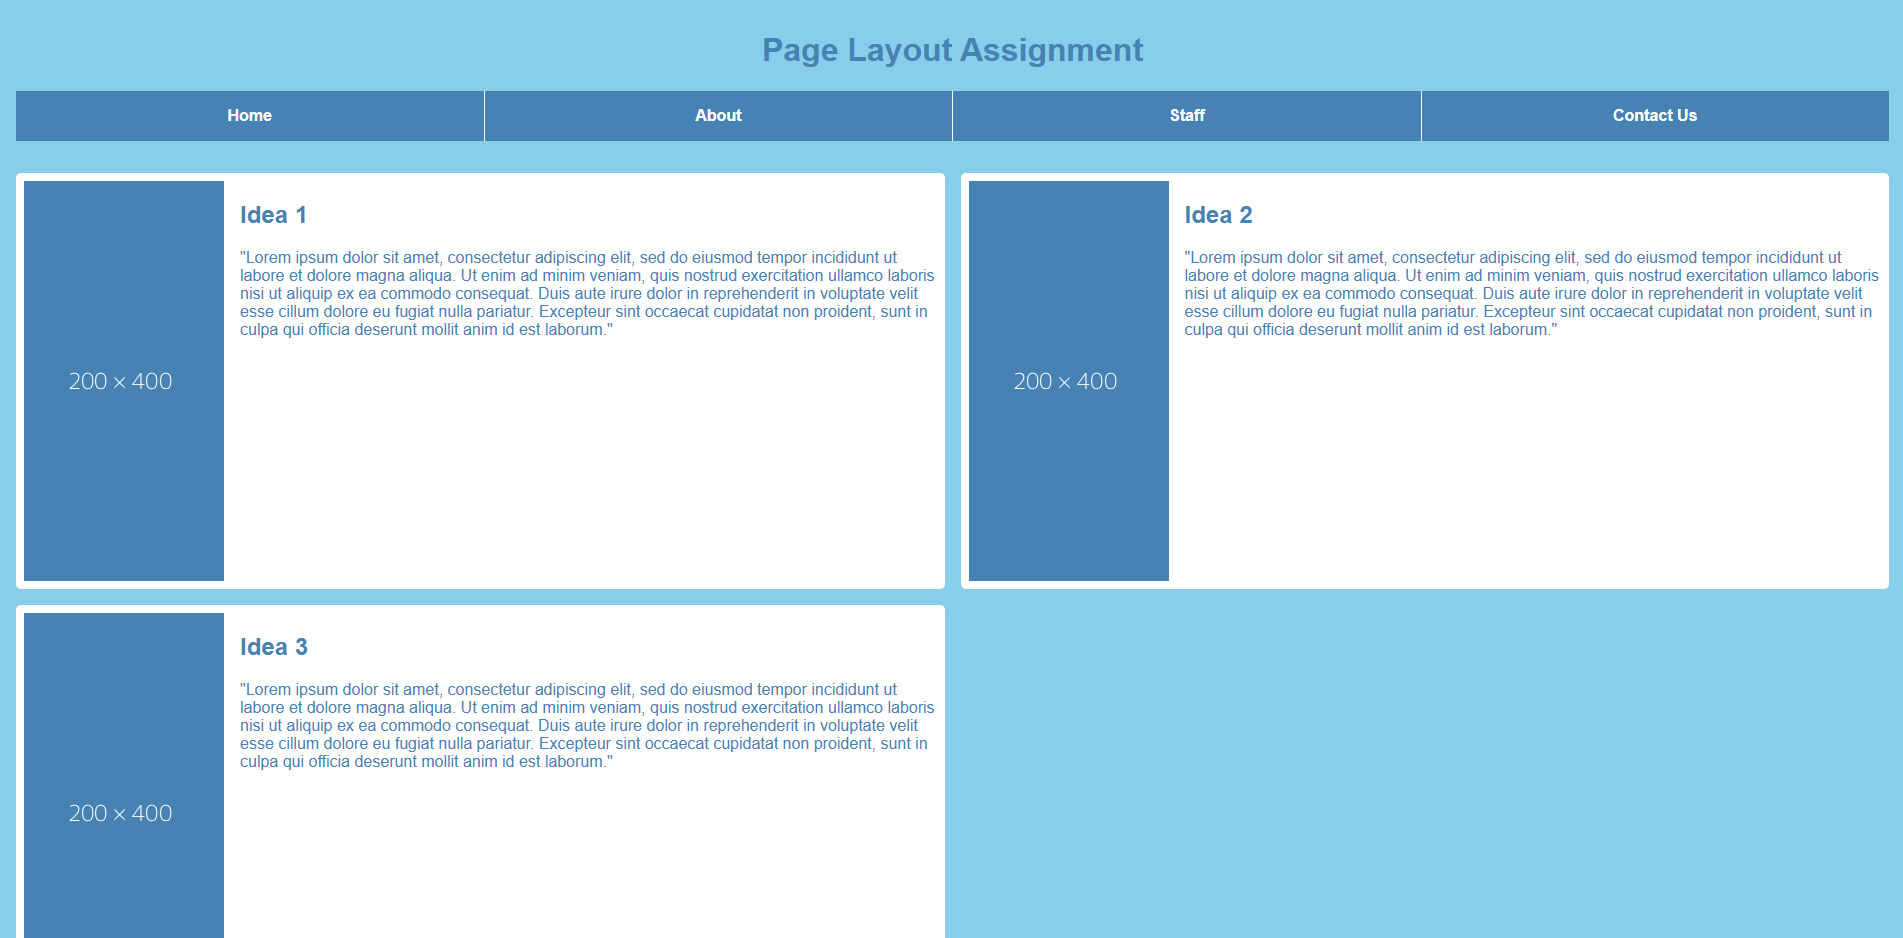 Page Layout Assignment
Home About Staff Contact Us
Idea 1
"Lorem ipsum dolor sit amet, consectetur adipiscing elit, sed do eiusmod tempor incididunt ut
labore et dolore magna aliqua. Ut enim ad minim veniam, quis nostrud exercitation ullamco laboris
nisi ut aliquip ex ea commodo consequat. Duis aute irure dolor in reprehenderit in voluptate velit
esse cillum dolore eu fugiat nulla pariatur. Excepteur sint occaecat cupidatat non proident, sunt in
culpa qui officia deserunt mollit anim id est laborum."
200 × 400
Idea 2
"Lorem ipsum dolor sit amet, consectetur adipiscing elit, sed do eiusmod tempor incididunt ut
labore et dolore magna aliqua. Ut enim ad minim veniam, quis nostrud exercitation ullamco laboris
nisi ut aliquip ex ea commodo consequat. Duis aute irure dolor in reprehenderit in voluptate velit
esse cillum dolore eu fugiat nulla pariatur. Excepteur sint occaecat cupidatat non proident, sunt in
culpa qui officia deserunt mollit anim id est laborum."
200 × 400
Idea 3
"Lorem ipsum dolor sit amet, consectetur adipiscing elit, sed do eiusmod tempor incididunt ut
labore et dolore magna aliqua. Ut enim ad minim veniam, quis nostrud exercitation ullamco laboris
nisi ut aliquip ex ea commodo consequat. Duis aute irure dolor in reprehenderit in voluptate velit
esse cillum dolore eu fugiat nulla pariatur. Excepteur sint occaecat cupidatat non proident, sunt in
culpa qui officia deserunt mollit anim id est laborum."
200 × 400